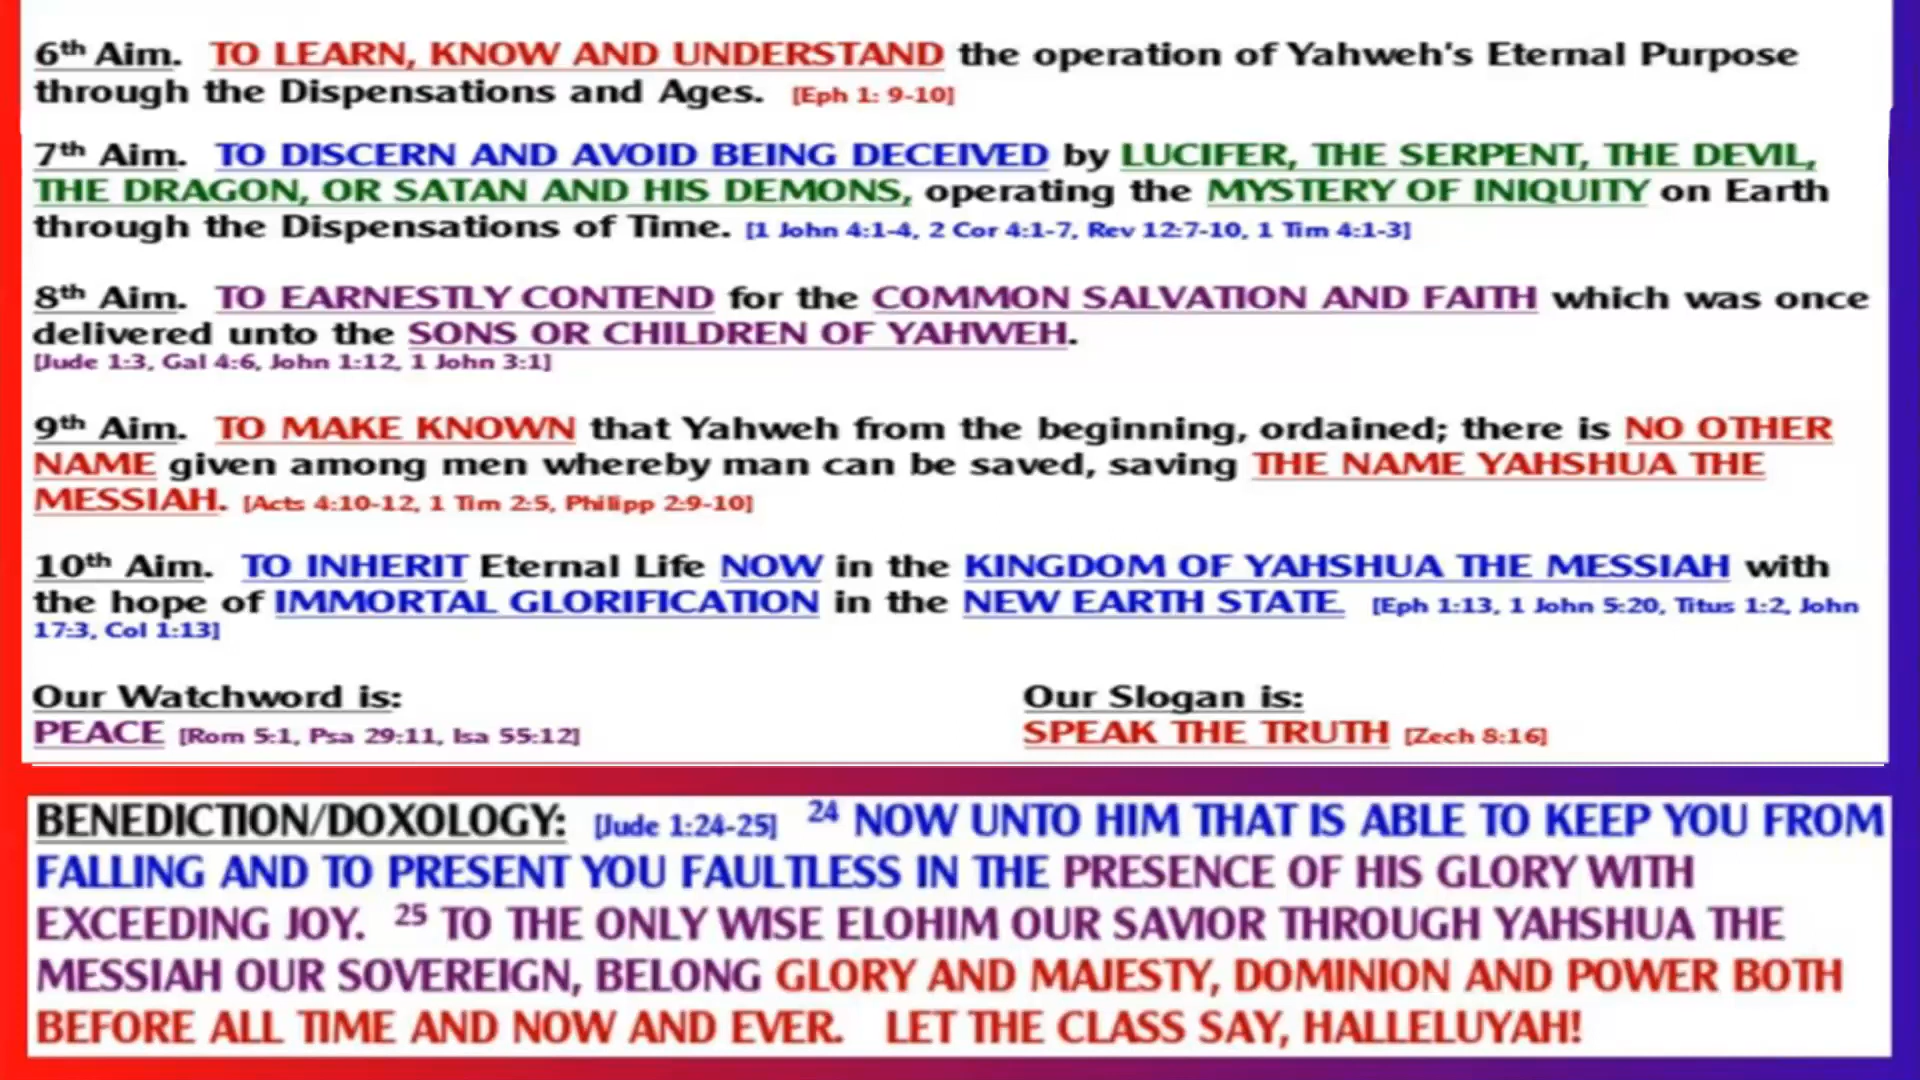 6th Aim. TO LEARN, KNOW AND UNDERSTAND the operation of Yahweh's Eternal Purpose
through the Dispensations and Ages. [Eph 1: 9-10]
7th Aim. TO DISCERN AND AVOID BEING DECEIVED by LUCIFER, THE SERPENT, THE DEVIL,
THE DRAGON, OR SATAN AND HIS DEMONS, operating the MYSTERY OF INIQUITY on Earth
through the Dispensations of Time. [1 John 4:1-4, 2 Cor 4:1-7, Rev 12:7-10, 1 Tim 4:1-3]
8th Aim. TO EARNESTLY CONTEND for the COMMON SALVATION AND FAITH which was once
delivered unto the SONS OR CHILDREN OF YAHWEH.
[Jude 1:3, Gal 4:6, John 1:12, 1 John 3:1]
9th Aim. TO MAKE KNOWN that Yahweh from the beginning, ordained; there is NO OTHER
NAME given among men whereby man can be saved, saving THE NAME YAHSHUA THE
MESSIAH. [Acts 4:10-12, 1 Tim 2:5, Philipp 2:9-10]
10th Aim. TO INHERIT Eternal Life NOW in the KINGDOM OF YAHSHUA THE MESSIAH with
the hope of IMMORTAL GLORIFICATION in the NEW EARTH STATE [Eph 1:13, 1 John 5:20, Titus 1:2, John
17:3, Col 1:13]
Our Watchword is:
PEACE [Rom 5:1, Psa 29:11, Isa 55:12]
Our Slogan is:
SPEAK THE TRUTH [Zech 8:16]
BENEDICTION/DOXOLOGY: [Jude 1:24-25] 24 NOW UNTO HIM THAT IS ABLE TO KEEP YOU FROM
FALLING AND TO PRESENT YOU FAULTLESS IN THE PRESENCE OF HIS GLORY WITH
EXCEEDING JOY. 25 TO THE ONLY WISE ELOHIM OUR SAVIOR THROUGH YAHSHUA THE
MESSIAH OUR SOVEREIGN, BELONG GLORY AND MAJESTY, DOMINION AND POWER BOTH
BEFORE ALL TIME AND NOW AND EVER. LET THE CLASS SAY, HALLELUYAH!